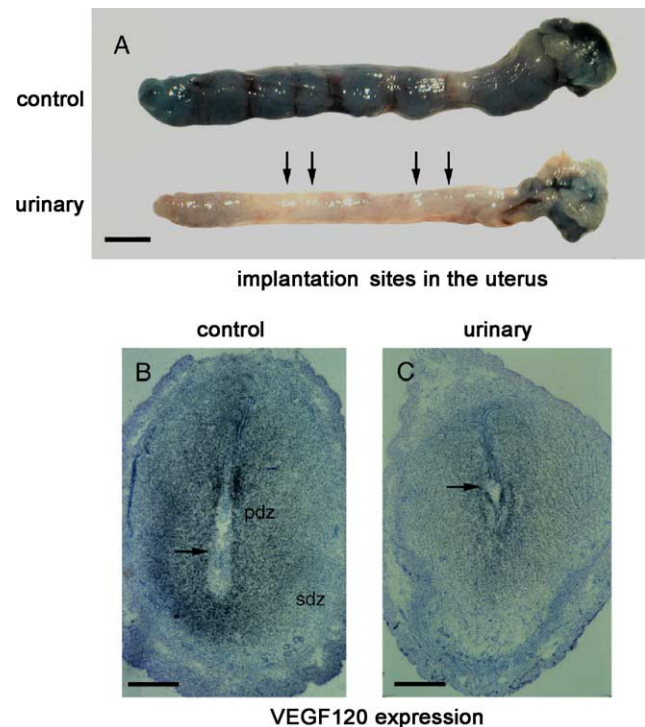 A
control
urinary
implantation sites in the uterus
control urinary
B C
pdz
sdz
VEGF120 expression